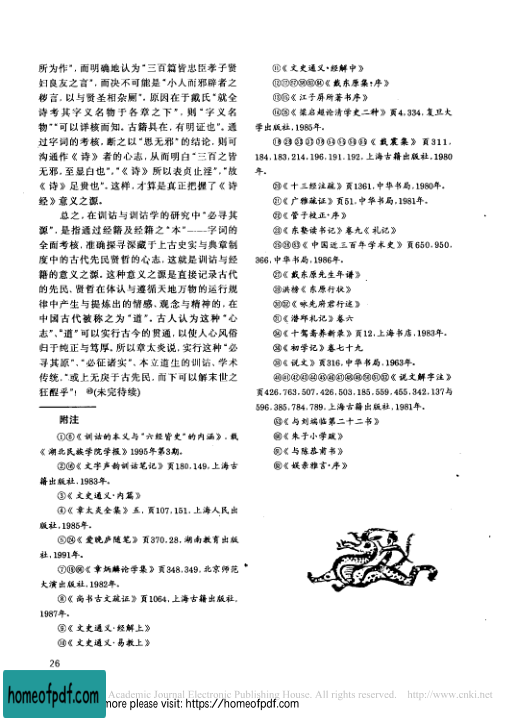 所为作”,而明确地认为“三百篇皆忠臣孝子贤
妇良友之言”,而决不可能是“小人而邪辟者之
秽言,以与贤圣相杂厕”。原因在于戴氏“就全
诗考其字义名物于各章之下”,则“字义名
物”“可以详核而知。古籍具在,有明证也”。通
过字词的考核,断之以“思无邪”的结论,则可
沟通作《诗》者的心志,从而明白“三百之皆
无邪,至显白也”,“《诗》所以表贞止淫”,“故
《诗》足贵也”。这样,才算是真正把握了《诗
经》意义之源。
总之,在训诂与训诂学的研究中“必寻其
源”,是指通过经籍及经籍之“本”——字词的
全面考核,准确探寻深藏于上古史实与典章制
度中的古代先民贤哲的心志,这就是训诂与经
籍的意义之源。这种意义之源是直接记录古代
的先民,贤哲在体认与遵循天地万物的运行规
律中产生与提炼出的情感、观念与精神的,在
中国古代被称之为“道”。古人认为这种“心
志”、“道”可以实行古今的贯通,以使人心风俗
归于纯正与笃厚。所以章太炎说,实行这种“必
寻其原”、“必征诸实”、本立道生的训诂,学术
传统,“或上无戾于古先民,而下可以解末世之
狂醒乎”!(未完待续)
附注
①⑥《训诂的本义与“六经皆史”的内涵》,载
《湖北民族学院学报》1995年第3期。
《文字声韵训诂笔记》页180、149,上海古
籍出版社,1983年。
③《文史通义·内篇》
④《章太炎全集》五,页107,151,上海人民出
版社,1985年。
《爱晚庐随笔》页370、28,湖南教育出版
社,1991年。
《章炳麟论学集》页348、349,北京师范
大演出版社,1982年。
⑧《尚书古文疏证》页1064,上海古籍出版社,
1987年。
⑨《文史通义·经解上》
⑩《文史通义·易教上》
⑪《文史通义·经解中》
《戴东原集·序》
《江子屏所著书序》
《梁启超论清学史二种》页4、334,复旦大
学出版社,1985年。
《戴震集》页311,
184,183,214,196,191,192,上海古籍出版社,1980
年。
⑳《十三经注疏》页1361,中华书局,1980年。
㉑《广雅疏证》页51,中华书局,1981年。
《管子校正·序》
《东塾读书记》卷九《礼记》
《中国近三百年学术史》页650,950,
366,中华书局,1986年。
㉗《戴东原先生年谱》
洪榜《东原行状》
《咏先府君行述》
《潜邱札记》卷六
《十驾斋养新录》页12,上海书店,1983年。
《初学记》卷七十九
《说文》页316,中华书局,1963年。
《说文解字注》
页426,763,507,426,503,185,559,455,342,137与
596,385,784,789,上海古籍出版社,1981年。
《与刘端临第二十二书》
《朱子小学跋》
《与陈恭甫书》
《娱亲雅言·序》
26
Academic Journal Electronic Publishing House. All rights reserved. http://www.cnki.net
homeofpdf.com
more please visit: https://homeofpdf.com